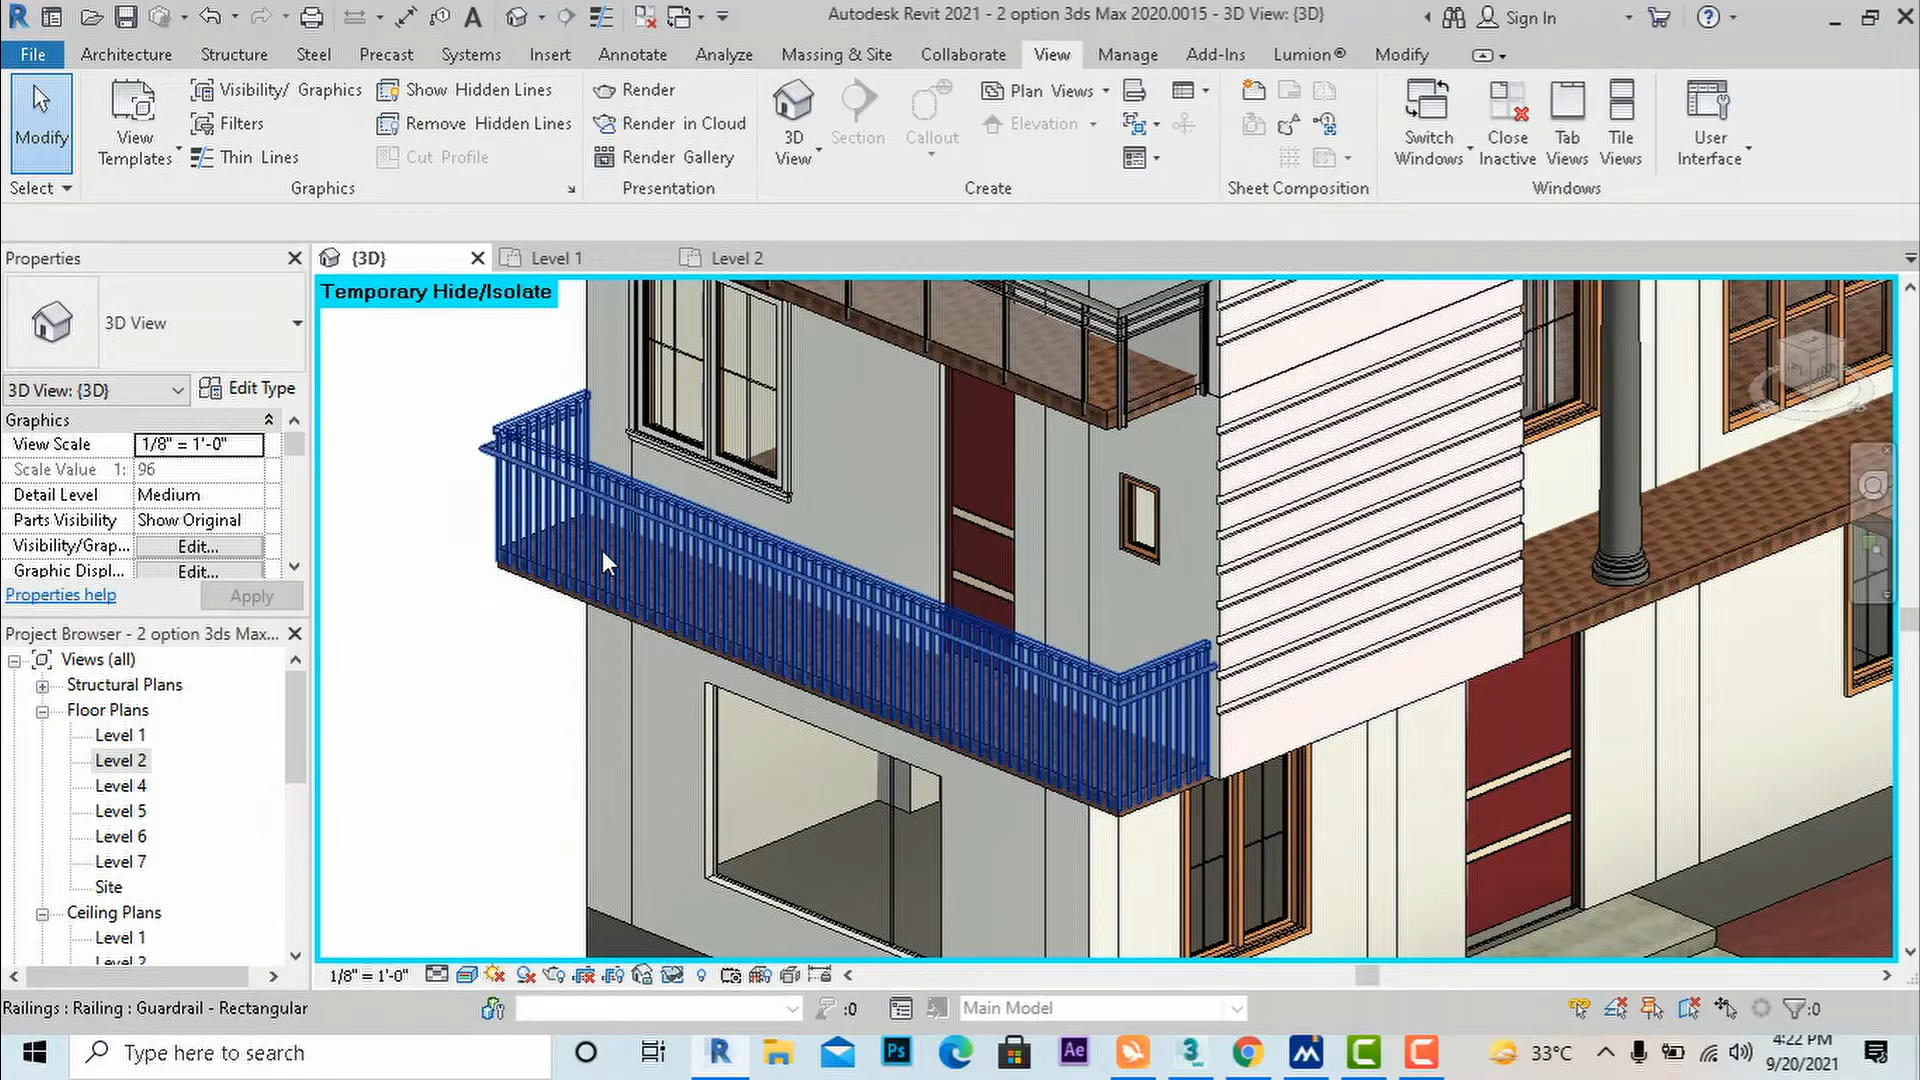 Autodesk Revit 2021 - 2 option 3ds Max 2020.0015 - 3D View: {3D}
Sign In
File Architecture Structure Steel Precast Systems Insert Annotate Analyze Massing & Site Collaborate View Manage Add-Ins Lumion® Modify
Modify
View
Templates
Visibility/ Graphics
Filters
Thin Lines
Show Hidden Lines
Remove Hidden Lines
Cut Profile
Render
Render in Cloud
Render Gallery
3D
View
Section
Callout
Plan Views
Elevation
Switch
Windows
Close
Inactive
Tab
Views
Tile
Views
User
Interface
Select
Graphics
Presentation
Create
Sheet Composition
Windows
Properties
{3D}
Level 1
Level 2
Temporary Hide/Isolate
3D View
3D View: {3D}
Edit Type
Graphics
View Scale 1/8" = 1'-0"
Scale Value 1: 96
Detail Level Medium
Parts Visibility Show Original
Visibility/Grap... Edit...
Graphic Displ... Edit...
Properties help
Apply
Project Browser - 2 option 3ds Max...
Views (all)
Structural Plans
Floor Plans
Level 1
Level 2
Level 4
Level 5
Level 6
Level 7
Site
Ceiling Plans
Level 1
Level 2
1/8" = 1'-0"
Railings : Railing : Guardrail - Rectangular
:0
Main Model
:0
Type here to search
Ps
Ae
33°C
4:22 PM
9/20/2021